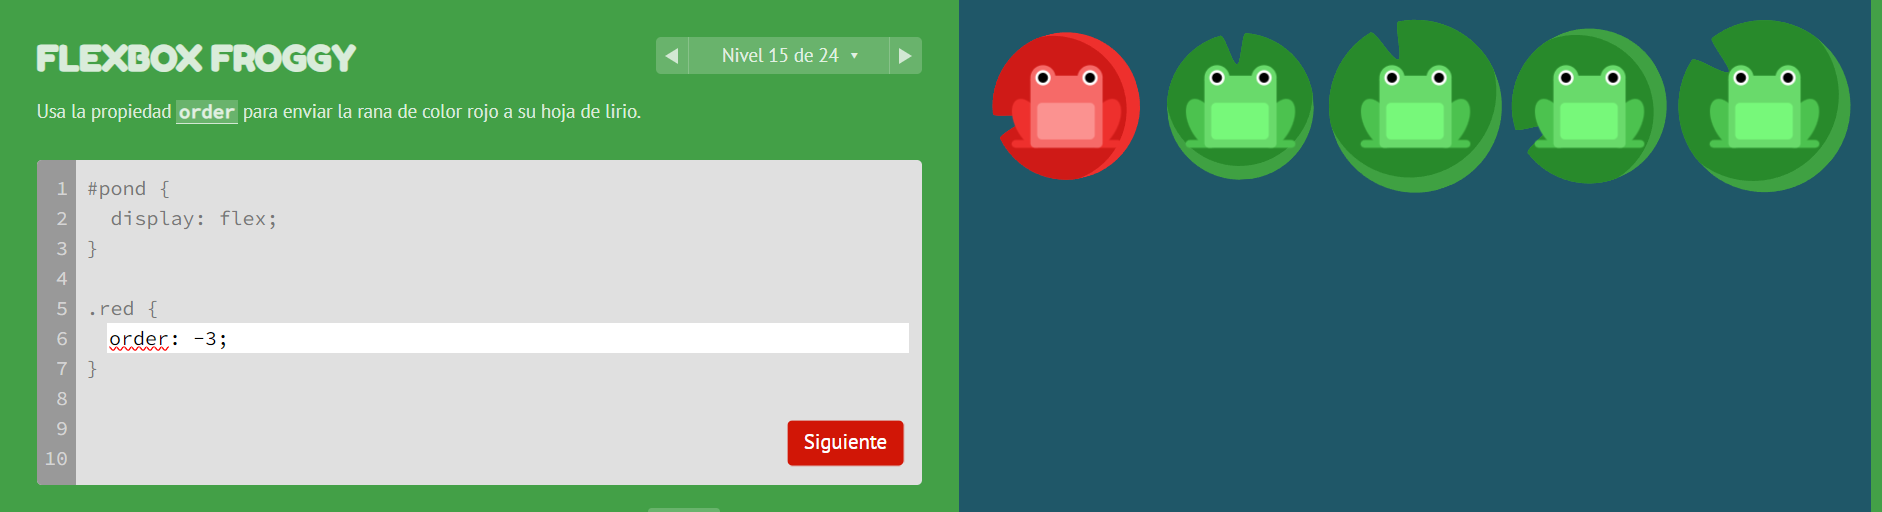 FLEXBOX FROGGY
Nivel 15 de 24
Usa la propiedad order para enviar la rana de color rojo a su hoja de lirio.
1 #pond {
2 display: flex;
3 }
4
5 .red {
6 order: -3;
7 }
8
9
10
Siguiente